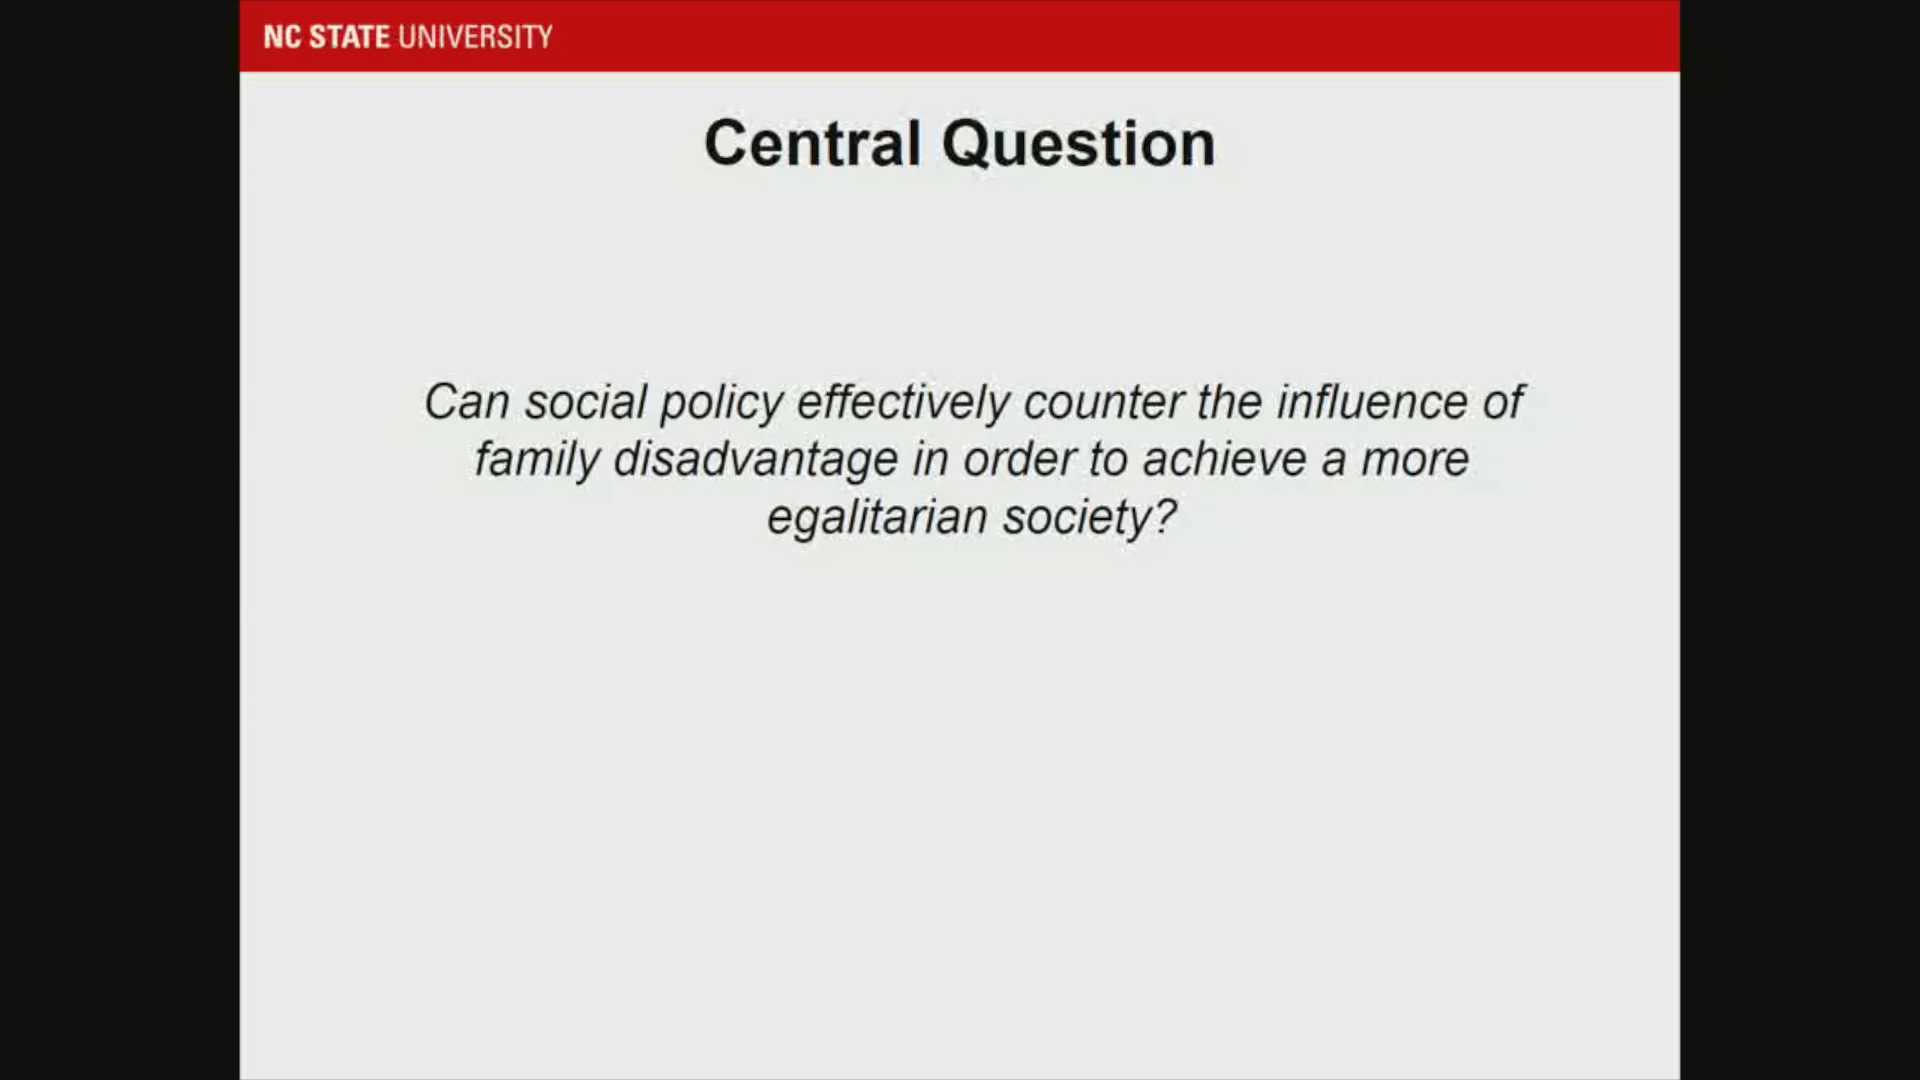 NC STATE UNIVERSITY
Central Question
Can social policy effectively counter the influence of
family disadvantage in order to achieve a more
egalitarian society?